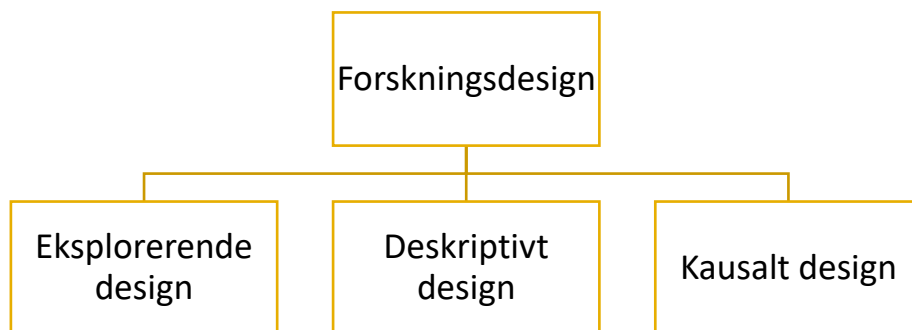 Forskningsdesign
Eksplorerende
design
Deskriptivt
design
Kausalt design